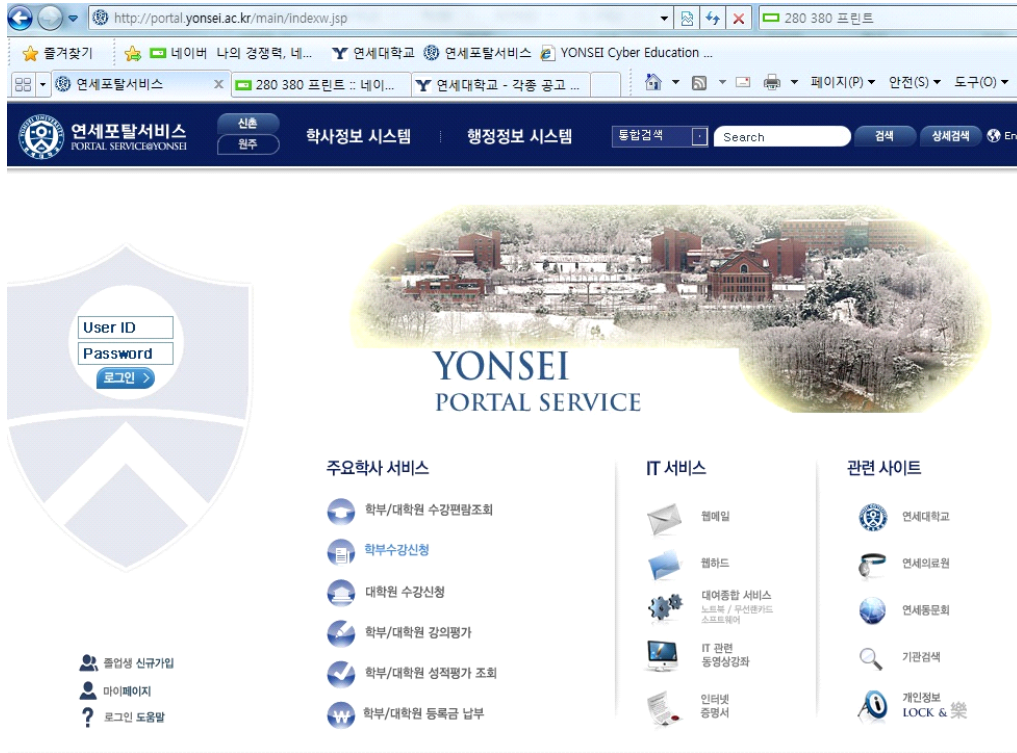 http://portal.yonsei.ac.kr/main/indexw.jsp
280 380 프린트
즐겨찾기
네이버 나의 경쟁력, 네...
연세대학교
연세포탈서비스
YONSEI Cyber Education ...
연세포탈서비스
280 380 프린트 :: 네이...
연세대학교 - 각종 공고 ...
페이지(P)
안전(S)
도구(O)
연세포탈서비스
PORTAL SERVICE@YONSEI
신촌
원주
학사정보 시스템
행정정보 시스템
통합검색
Search
검색
상세검색
En
User ID
Password
로그인
YONSEI
PORTAL SERVICE
주요학사 서비스
학부/대학원 수강편람조회
학부수강신청
대학원 수강신청
학부/대학원 강의평가
학부/대학원 성적평가 조회
학부/대학원 등록금 납부
IT 서비스
웹메일
웹하드
대여종합 서비스
노트북 / 무선랜카드
소프트웨어
IT 관련
동영상강좌
인터넷
증명서
관련 사이트
연세대학교
연세의료원
연세동문회
기관검색
개인정보
LOCK & 樂
졸업생 신규가입
마이페이지
로그인 도움말